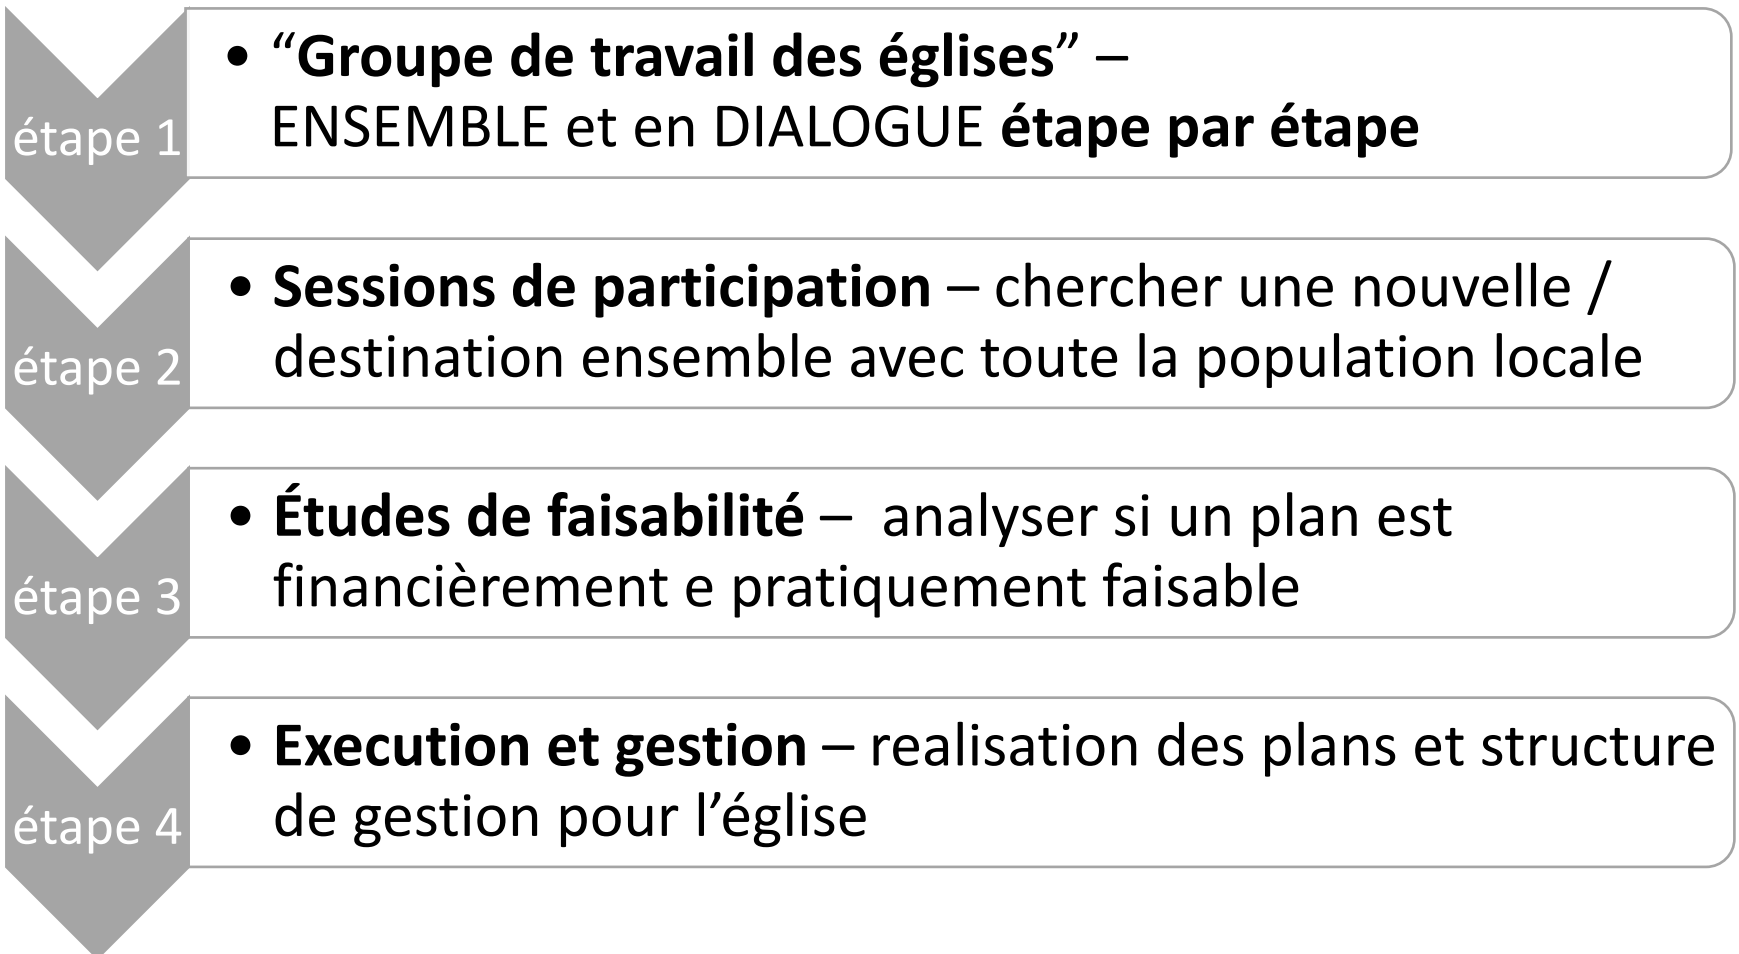 étape 1
• “Groupe de travail des églises” –
ENSEMBLE et en DIALOGUE étape par étape
étape 2
• Sessions de participation – chercher une nouvelle /
destination ensemble avec toute la population locale
étape 3
• Études de faisabilité – analyser si un plan est
financièrement e pratiquement faisable
étape 4
• Execution et gestion – realisation des plans et structure
de gestion pour l’église